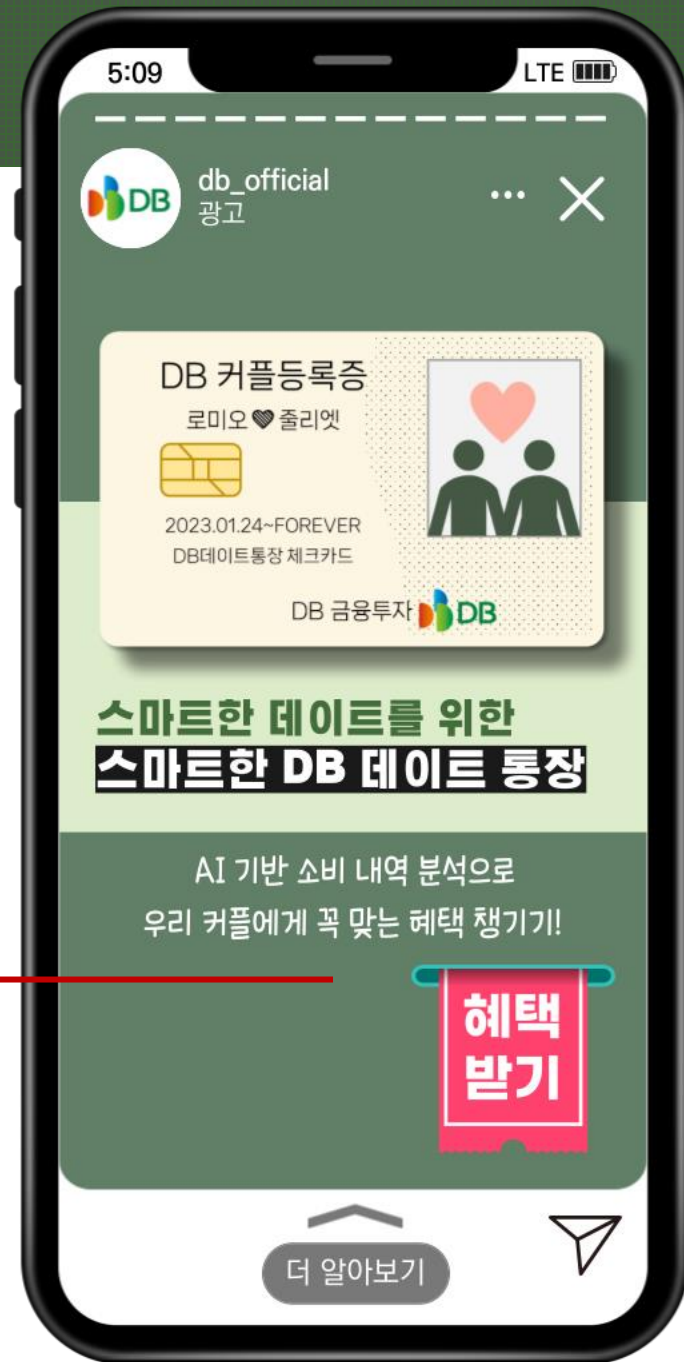 5:09
LTE
DB
db_official
광고
DB 커플등록증
로미오 줄리엣
2023.01.24~FOREVER
DB데이트통장 체크카드
DB 금융투자 DB
스마트한 데이트를 위한
스마트한 DB 데이트 통장
AI 기반 소비 내역 분석으로
우리 커플에게 꼭 맞는 혜택 챙기기!
혜택
받기
더 알아보기